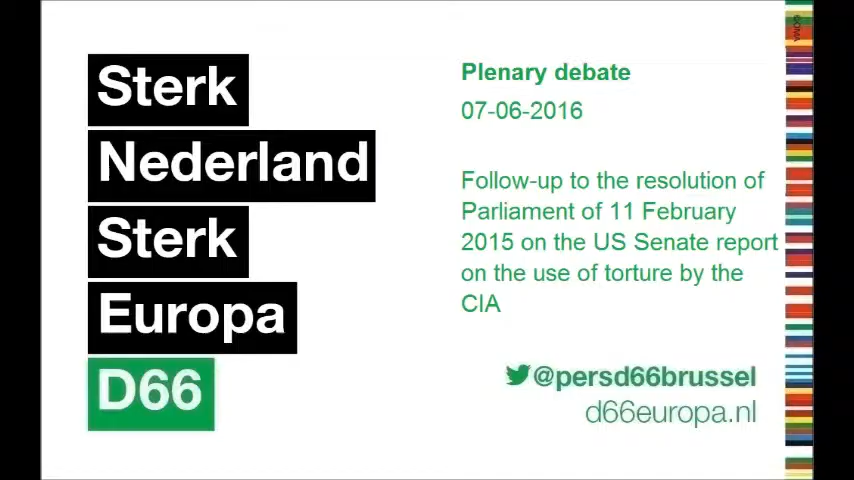 Sterk
Nederland
Sterk
Europa
D66
Plenary debate
07-06-2016
Follow-up to the resolution of
Parliament of 11 February
2015 on the US Senate report
on the use of torture by the
CIA
@persd66brussel
d66europa.nl